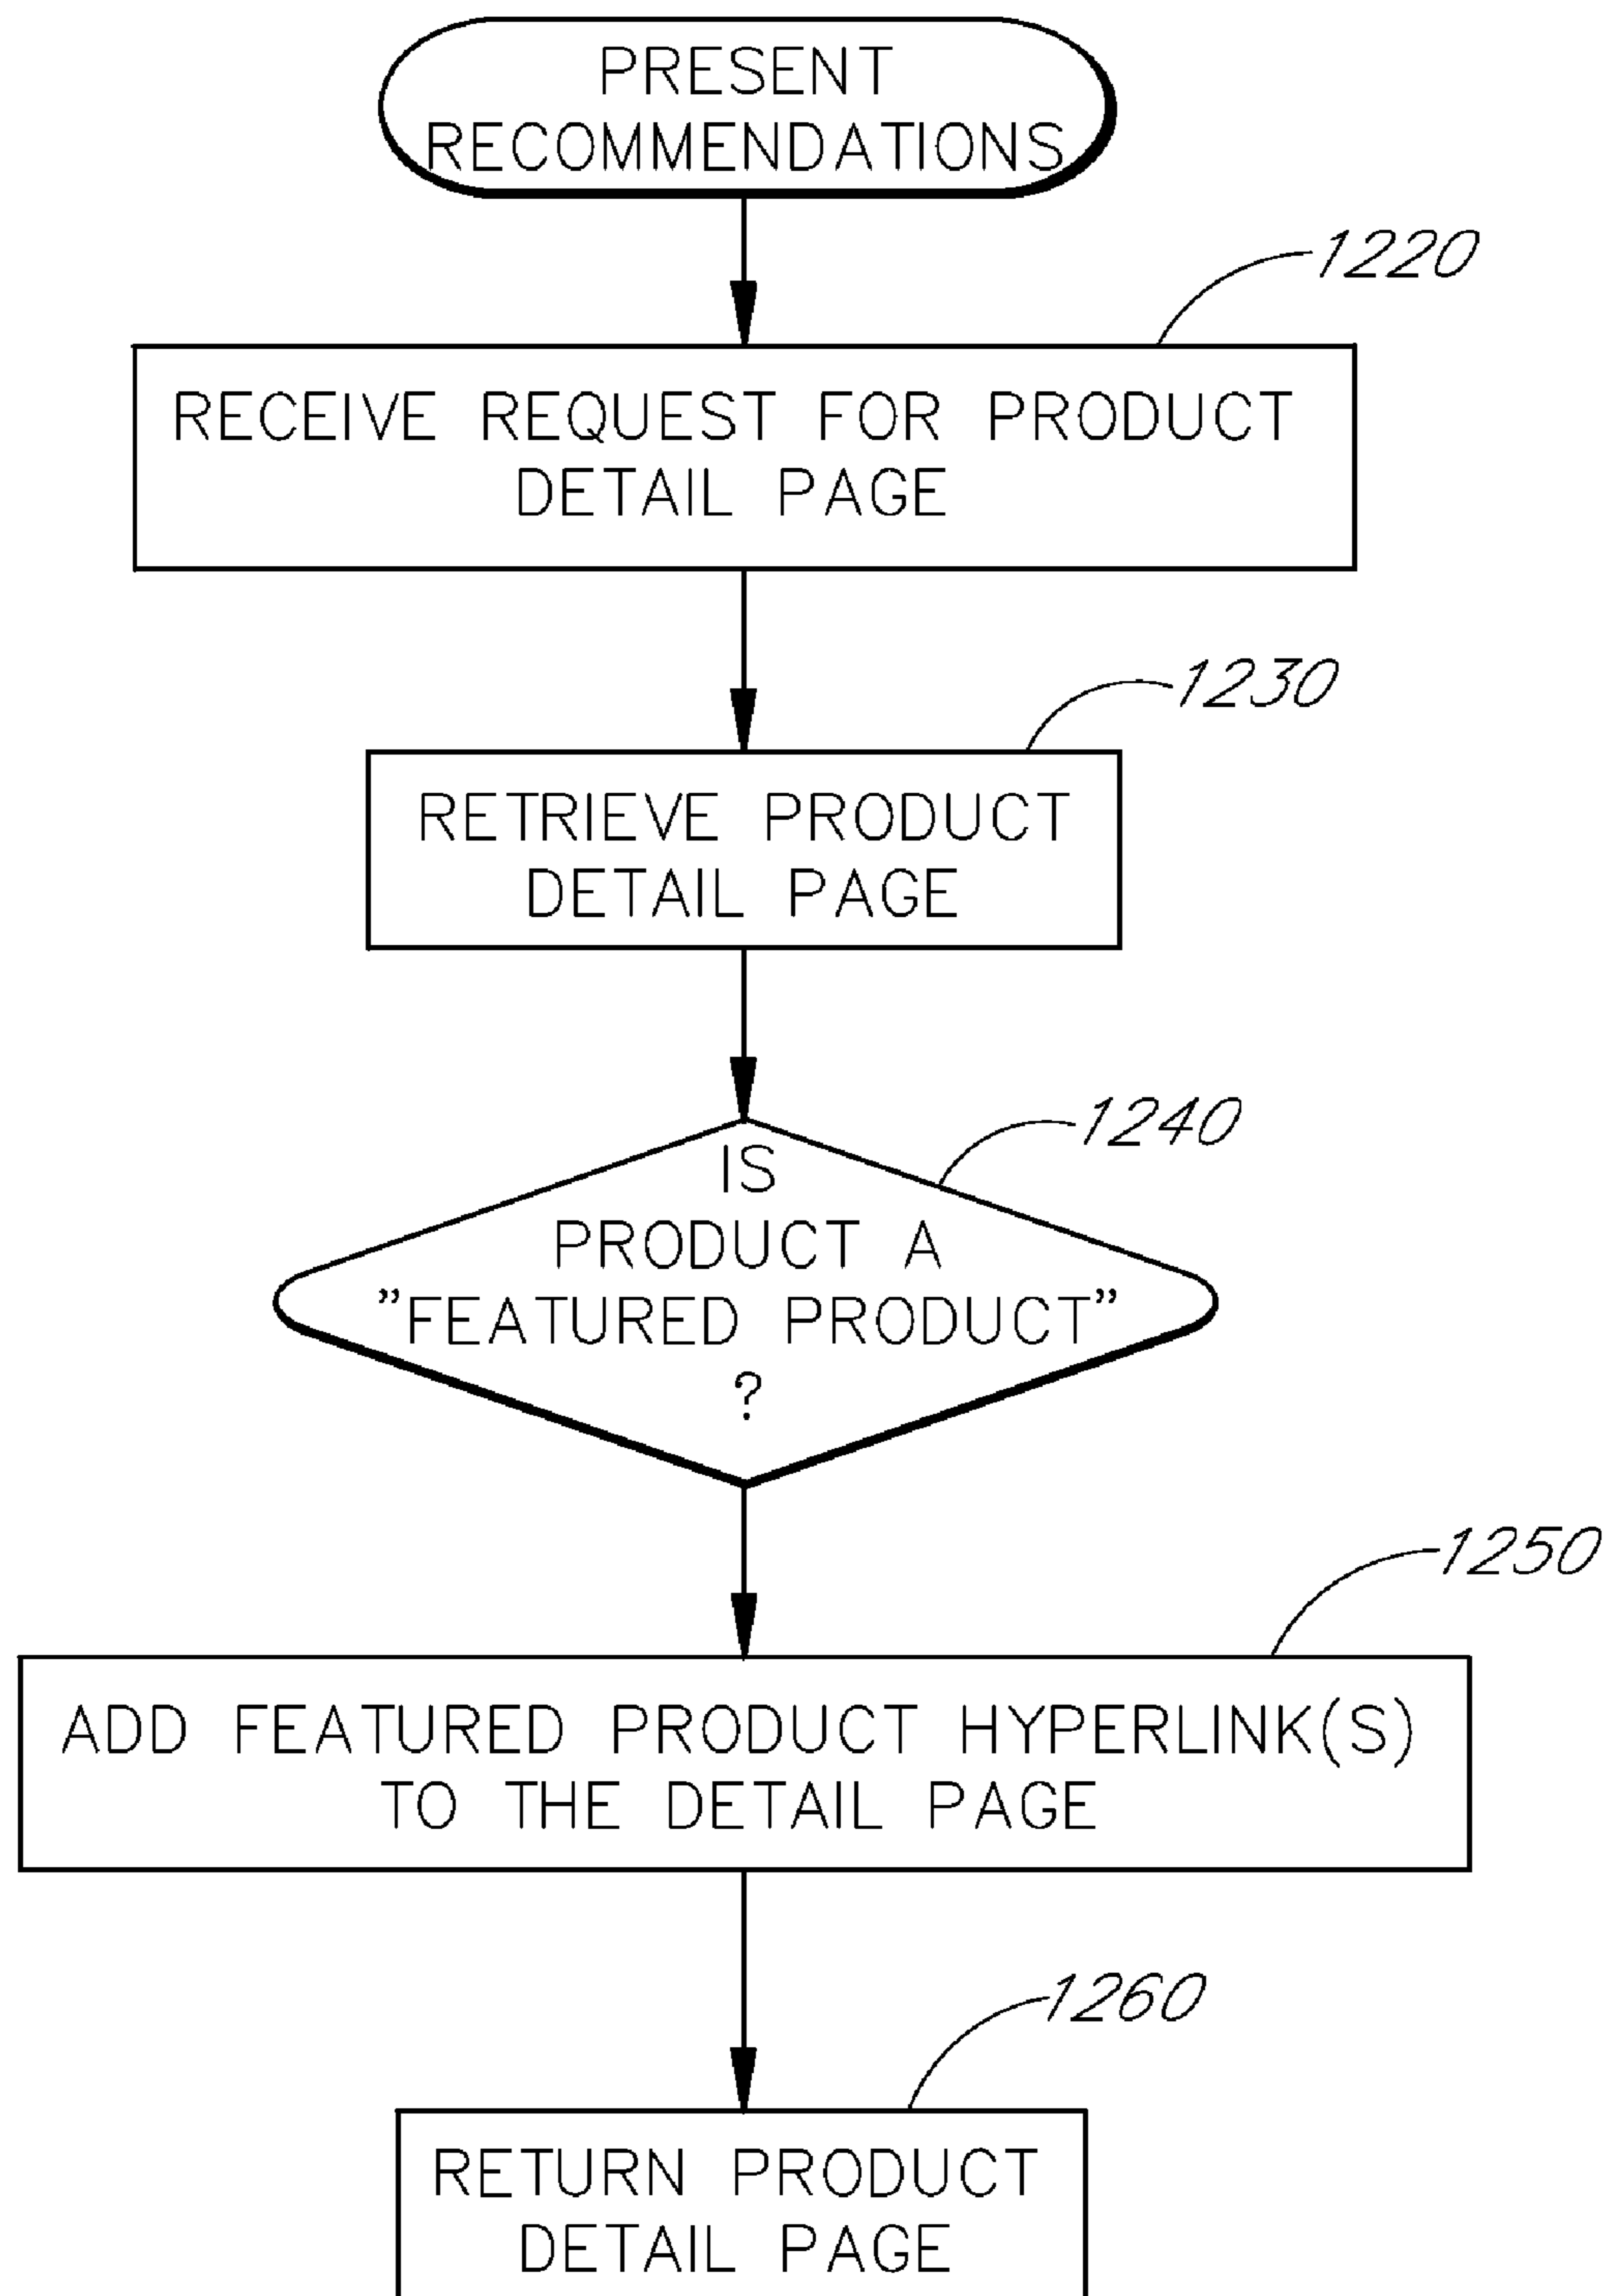 PRESENT
RECOMMENDATIONS
1220
RECEIVE REQUEST FOR PRODUCT
DETAIL PAGE
1230
RETRIEVE PRODUCT
DETAIL PAGE
1240
IS
PRODUCT A
”FEATURED PRODUCT”
?
1250
ADD FEATURED PRODUCT HYPERLINK(S)
TO THE DETAIL PAGE
1260
RETURN PRODUCT
DETAIL PAGE